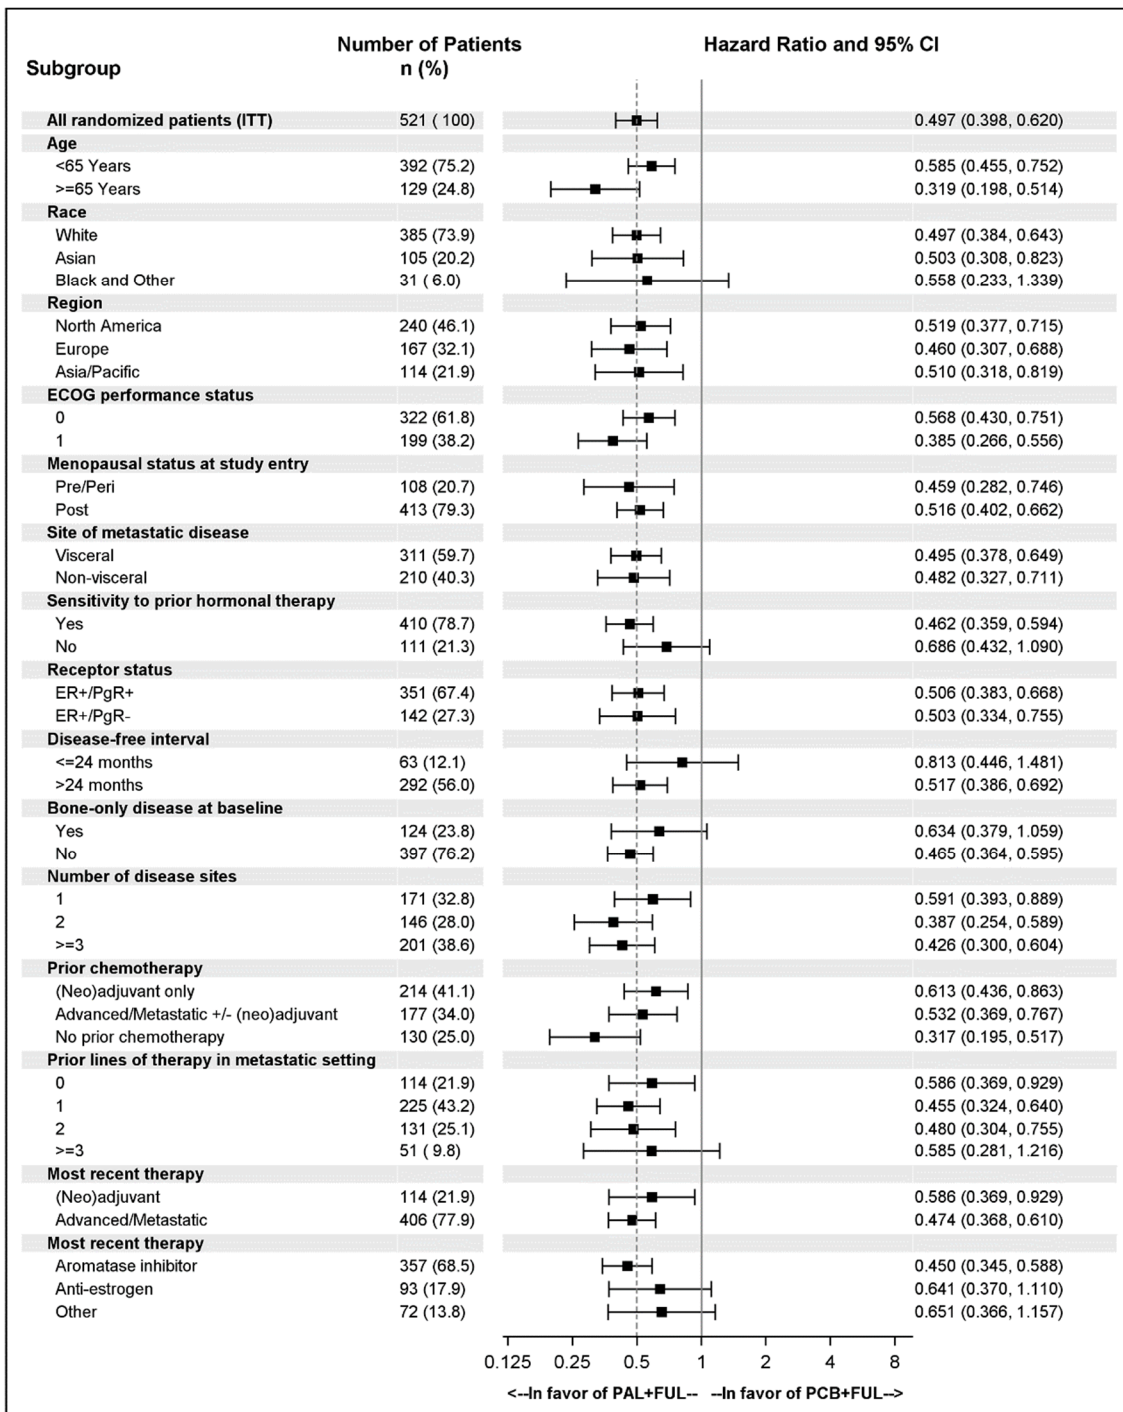 Number of Patients Hazard Ratio and 95% CI
Subgroup n (%)
All randomized patients (ITT) 521 ( 100) 0.497 (0.398, 0.620)
Age
<65 Years 392 (75.2) 0.585 (0.455, 0.752)
>=65 Years 129 (24.8) 0.319 (0.198, 0.514)
Race
White 385 (73.9) 0.497 (0.384, 0.643)
Asian 105 (20.2) 0.503 (0.308, 0.823)
Black and Other 31 ( 6.0) 0.558 (0.233, 1.339)
Region
North America 240 (46.1) 0.519 (0.377, 0.715)
Europe 167 (32.1) 0.460 (0.307, 0.688)
Asia/Pacific 114 (21.9) 0.510 (0.318, 0.819)
ECOG performance status
0 322 (61.8) 0.568 (0.430, 0.751)
1 199 (38.2) 0.385 (0.266, 0.556)
Menopausal status at study entry
Pre/Peri 108 (20.7) 0.459 (0.282, 0.746)
Post 413 (79.3) 0.516 (0.402, 0.662)
Site of metastatic disease
Visceral 311 (59.7) 0.495 (0.378, 0.649)
Non-visceral 210 (40.3) 0.482 (0.327, 0.711)
Sensitivity to prior hormonal therapy
Yes 410 (78.7) 0.462 (0.359, 0.594)
No 111 (21.3) 0.686 (0.432, 1.090)
Receptor status
ER+/PgR+ 351 (67.4) 0.506 (0.383, 0.668)
ER+/PgR- 142 (27.3) 0.503 (0.334, 0.755)
Disease-free interval
<=24 months 63 (12.1) 0.813 (0.446, 1.481)
>24 months 292 (56.0) 0.517 (0.386, 0.692)
Bone-only disease at baseline
Yes 124 (23.8) 0.634 (0.379, 1.059)
No 397 (76.2) 0.465 (0.364, 0.595)
Number of disease sites
1 171 (32.8) 0.591 (0.393, 0.889)
2 146 (28.0) 0.387 (0.254, 0.589)
>=3 201 (38.6) 0.426 (0.300, 0.604)
Prior chemotherapy
(Neo)adjuvant only 214 (41.1) 0.613 (0.436, 0.863)
Advanced/Metastatic +/- (neo)adjuvant 177 (34.0) 0.532 (0.369, 0.767)
No prior chemotherapy 130 (25.0) 0.317 (0.195, 0.517)
Prior lines of therapy in metastatic setting
0 114 (21.9) 0.586 (0.369, 0.929)
1 225 (43.2) 0.455 (0.324, 0.640)
2 131 (25.1) 0.480 (0.304, 0.755)
>=3 51 ( 9.8) 0.585 (0.281, 1.216)
Most recent therapy
(Neo)adjuvant 114 (21.9) 0.586 (0.369, 0.929)
Advanced/Metastatic 406 (77.9) 0.474 (0.368, 0.610)
Most recent therapy
Aromatase inhibitor 357 (68.5) 0.450 (0.345, 0.588)
Anti-estrogen 93 (17.9) 0.641 (0.370, 1.110)
Other 72 (13.8) 0.651 (0.366, 1.157)
0.125 0.25 0.5 1 2 4 8
<--In favor of PAL+FUL-- --In favor of PCB+FUL-->